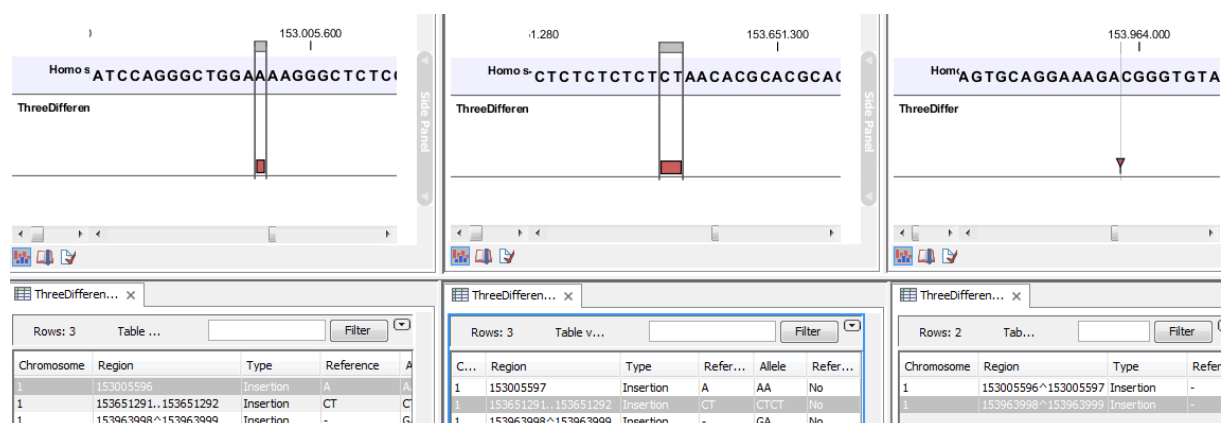 153.005.600
Homo s ATCCAGGGCTGGAAAAGGGCTCTC
ThreeDifferen
Side Panel
ThreeDifferen...
Rows: 3 Table ... Filter
Chromosome Region Type Reference A
1 153005596 Insertion A A
1 153651291..153651292 Insertion CT
1 153963998^153963999 Insertion -
1.280 153.651.300
Homo s- CTCTCTCTCTCTAACACGCACGCAC
ThreeDifferen
Side Panel
ThreeDifferen...
Rows: 3 Table v... Filter
C... Region Type Refer... Allele Refer...
1 153005597 Insertion A AA No
1 153651291..153651292 Insertion CT CTCT No
1 153963998^153963999 Insertion - GA No
153.964.000
Homo AGTGCAGGAAAGACGGGTGTA
ThreeDiffer
ThreeDifferen...
Rows: 2 Tab... Filter
Chromosome Region Type Refer
1 153005596^153005597 Insertion -
1 153963998^153963999 Insertion -